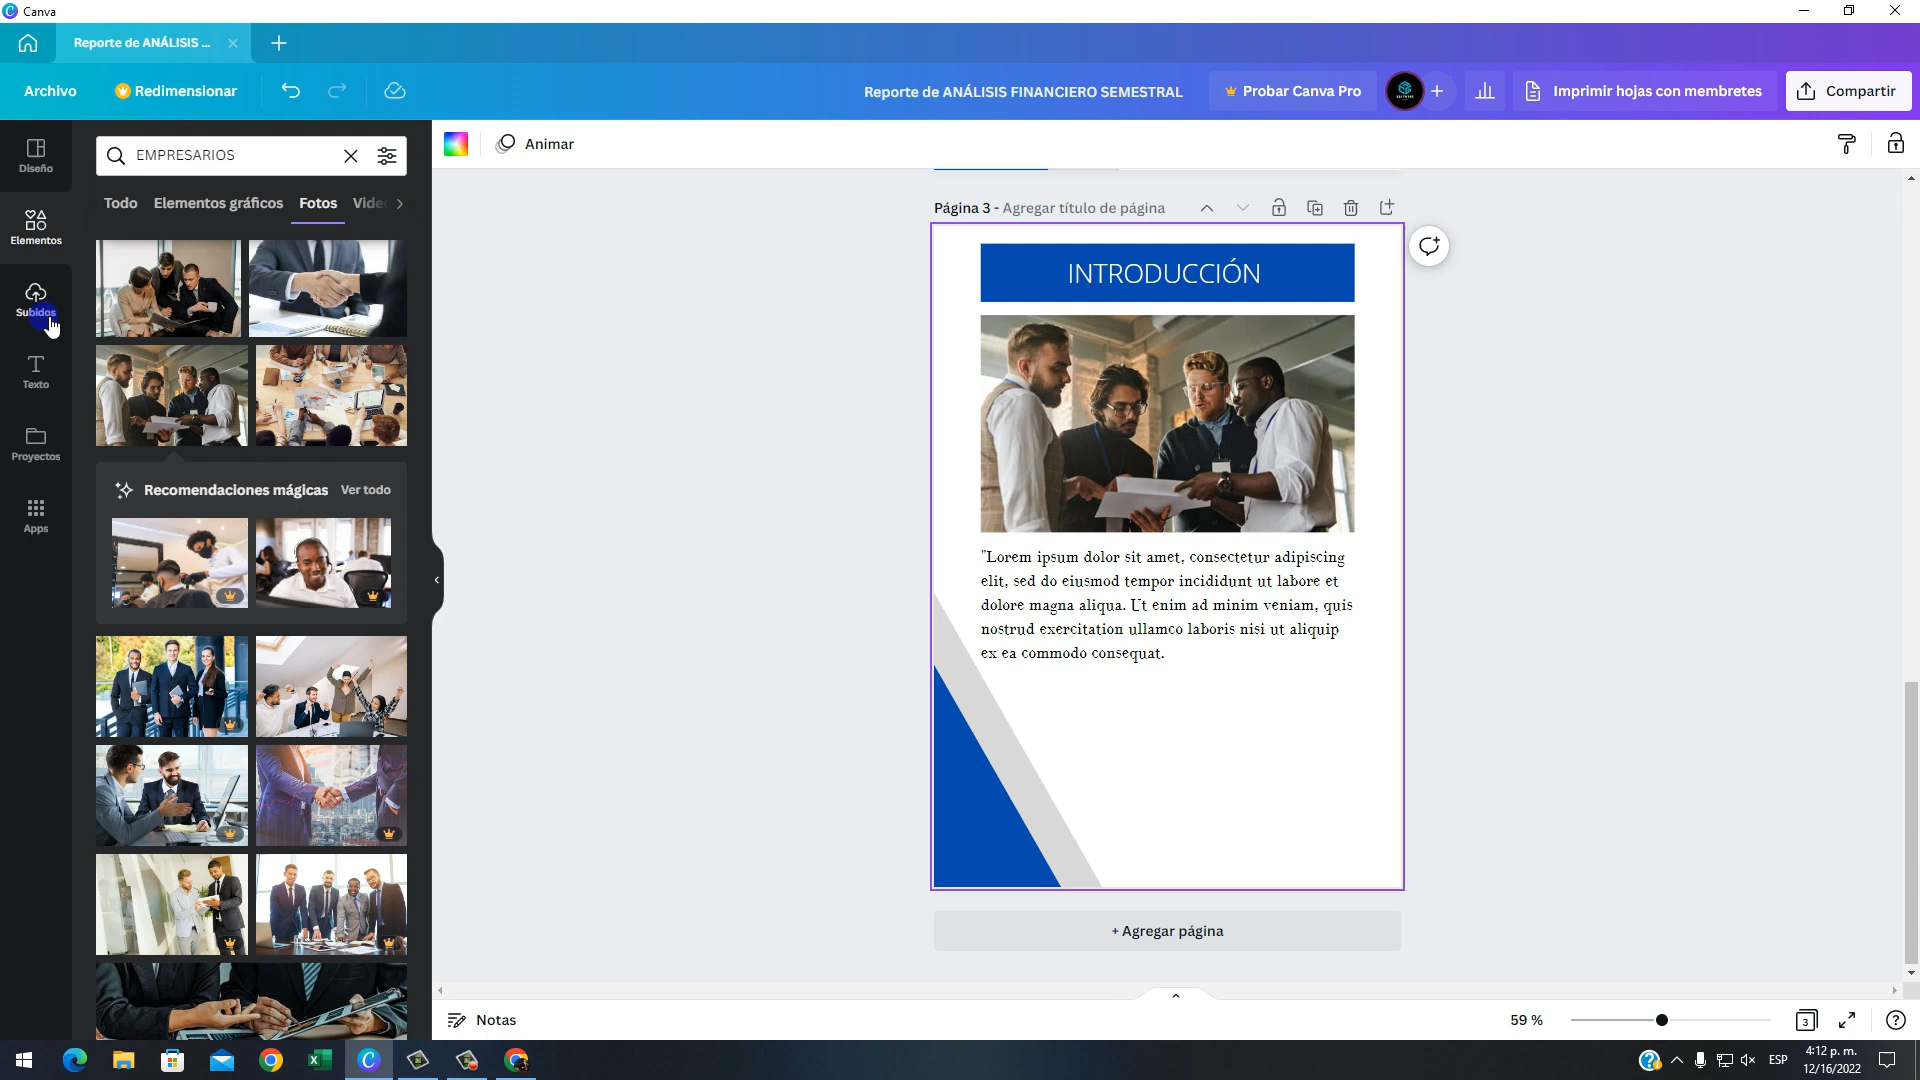 Canva
Reporte de ANÁLISIS ...
Archivo
Redimensionar
Reporte de ANÁLISIS FINANCIERO SEMESTRAL
Probar Canva Pro
Imprimir hojas con membretes
Compartir
Diseño
Elementos
Subidos
Texto
Proyectos
Apps
EMPRESARIOS
Todo
Elementos gráficos
Fotos
Vide
Recomendaciones mágicas
Ver todo
Animar
Página 3 - Agregar título de página
INTRODUCCIÓN
"Lorem ipsum dolor sit amet, consectetur adipiscing
elit, sed do eiusmod tempor incididunt ut labore et
dolore magna aliqua. Ut enim ad minim veniam, quis
nostrud exercitation ullamco laboris nisi ut aliquip
ex ea commodo consequat.
+ Agregar página
Notas
59 %
3
ESP
4:12 p. m.
12/16/2022